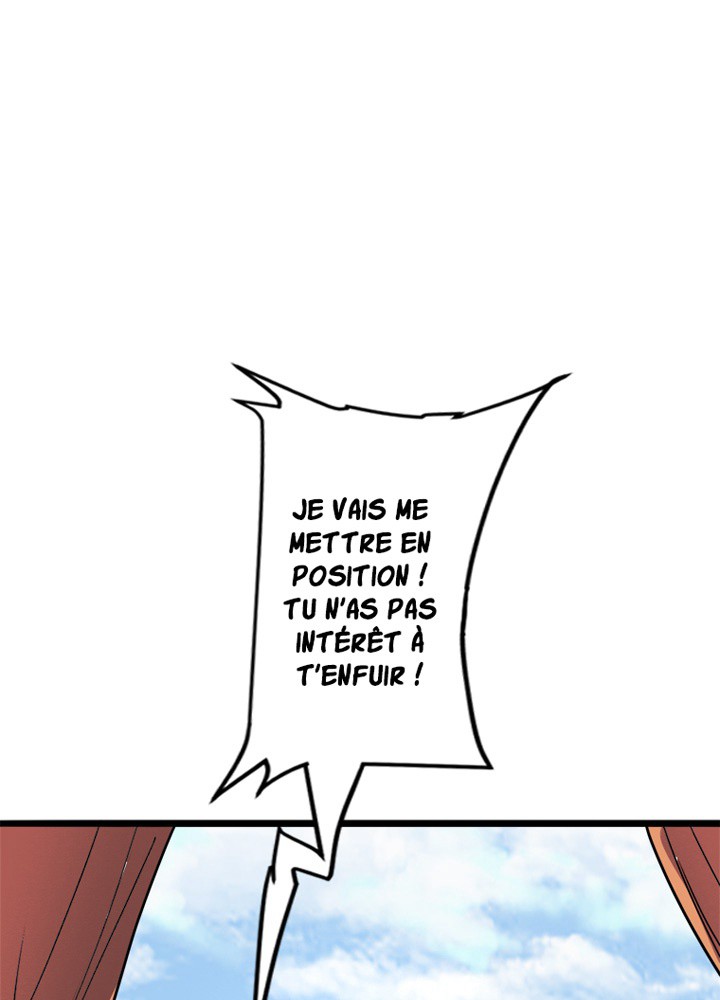 JE VAIS ME
METTRE EN
POSITION !
TU N'AS PAS
INTÉRÊT À
T'ENFUIR !